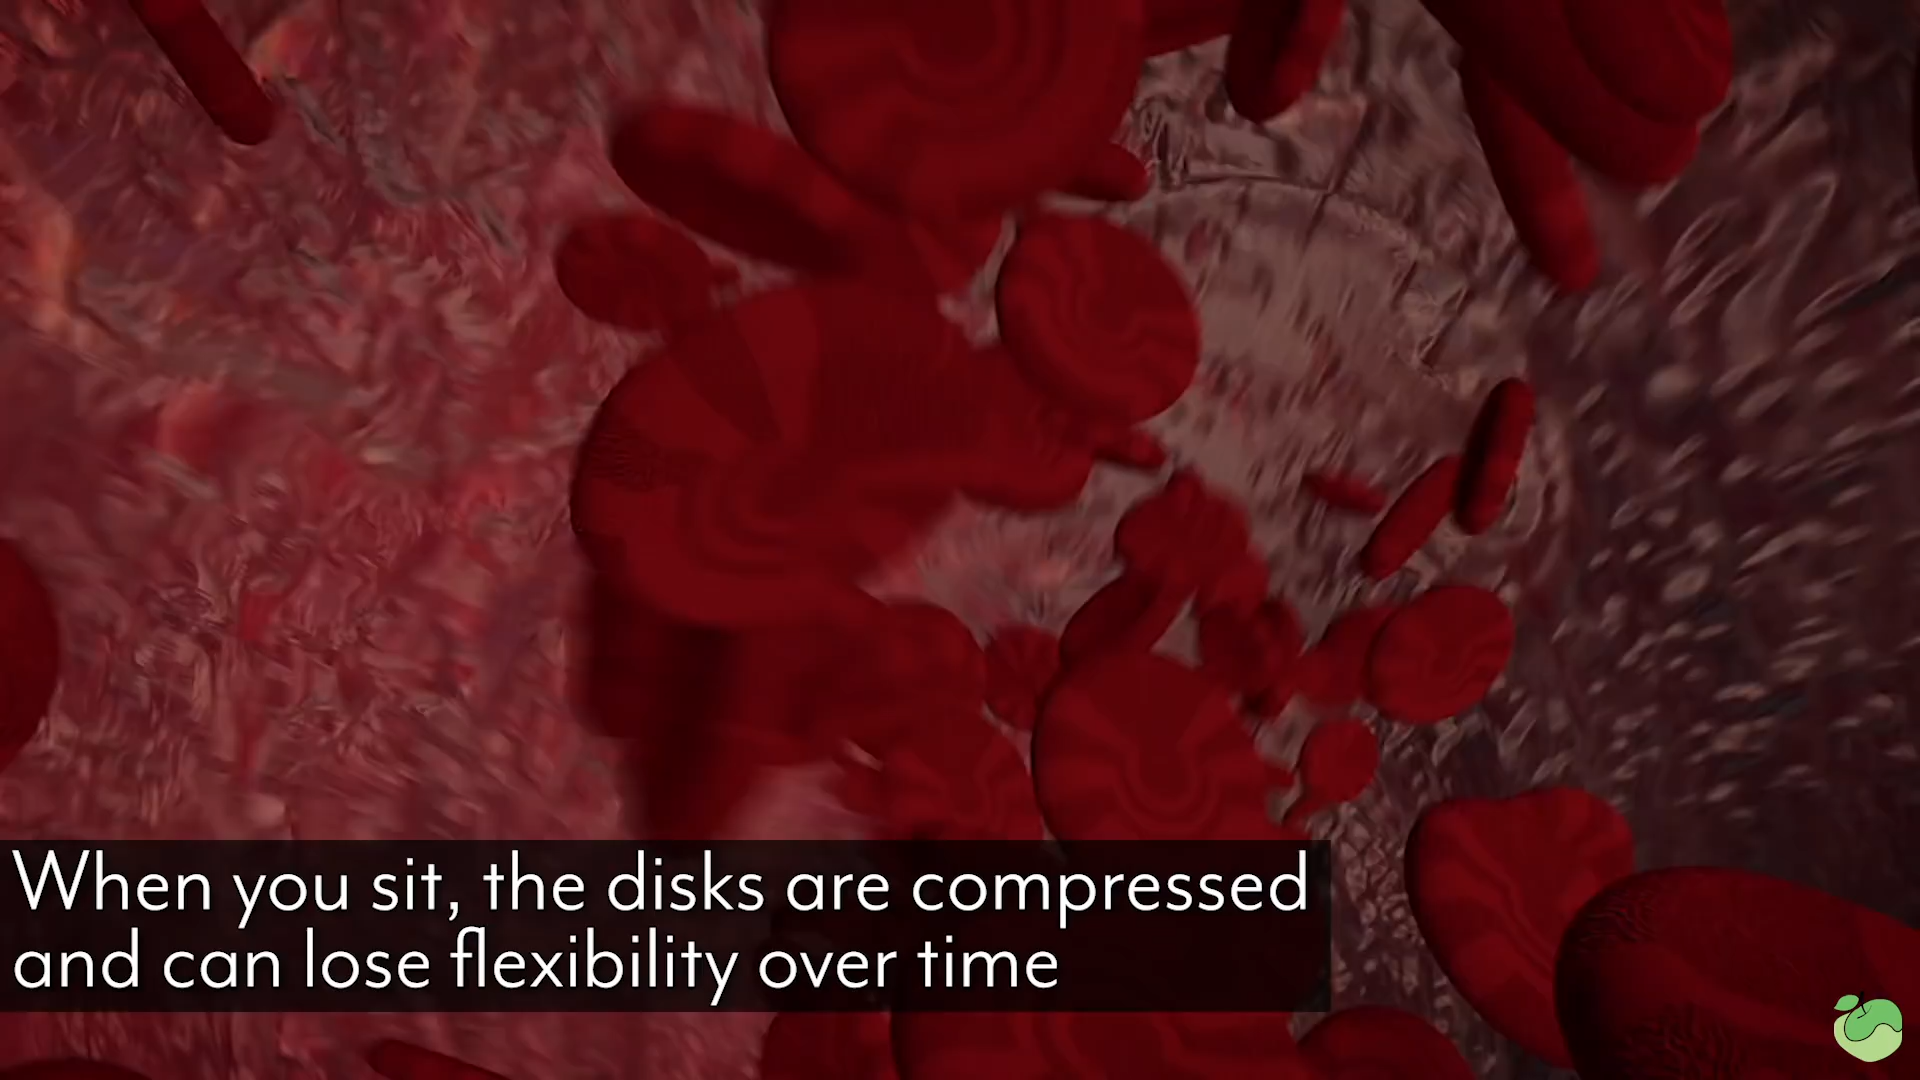 When you sit, the disks are compressed
and can lose flexibility over time